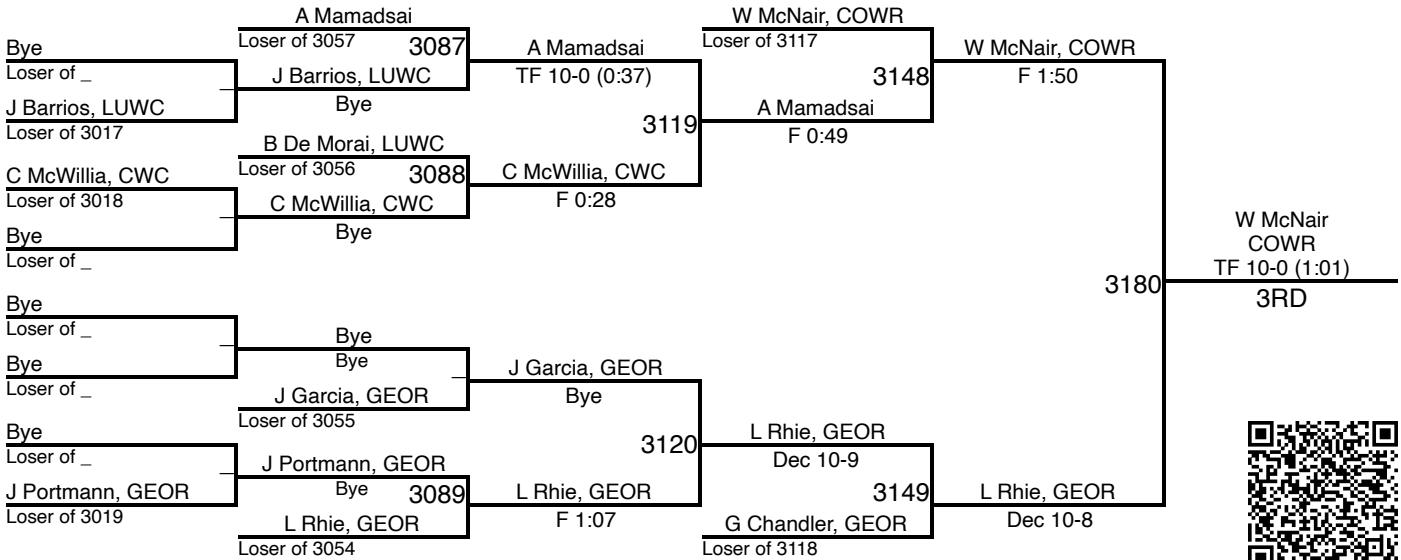 A Mamadsai
Loser of 3057
3087
Bye
Loser of _
_
J Barrios, LUWC
Bye
J Barrios, LUWC
Loser of 3017
A Mamadsai
TF 10-0 (0:37)
B De Morai, LUWC
Loser of 3056
3088
C McWillia, CWC
Loser of 3018
_
C McWillia, CWC
Bye
Bye
Loser of _
C McWillia, CWC
F 0:28
3119
W McNair, COWR
Loser of 3117
3148
A Mamadsai
F 0:49
W McNair, COWR
F 1:50
Bye
Loser of _
_
Bye
Loser of _
Bye
Bye
_
J Garcia, GEOR
Loser of 3055
J Garcia, GEOR
Bye
Bye
Loser of _
_
J Portmann, GEOR
Loser of 3019
J Portmann, GEOR
Bye
3089
L Rhie, GEOR
Loser of 3054
L Rhie, GEOR
F 1:07
3120
L Rhie, GEOR
Dec 10-9
3149
G Chandler, GEOR
Loser of 3118
L Rhie, GEOR
Dec 10-8
3180
W McNair
COWR
TF 10-0 (1:01)
3RD